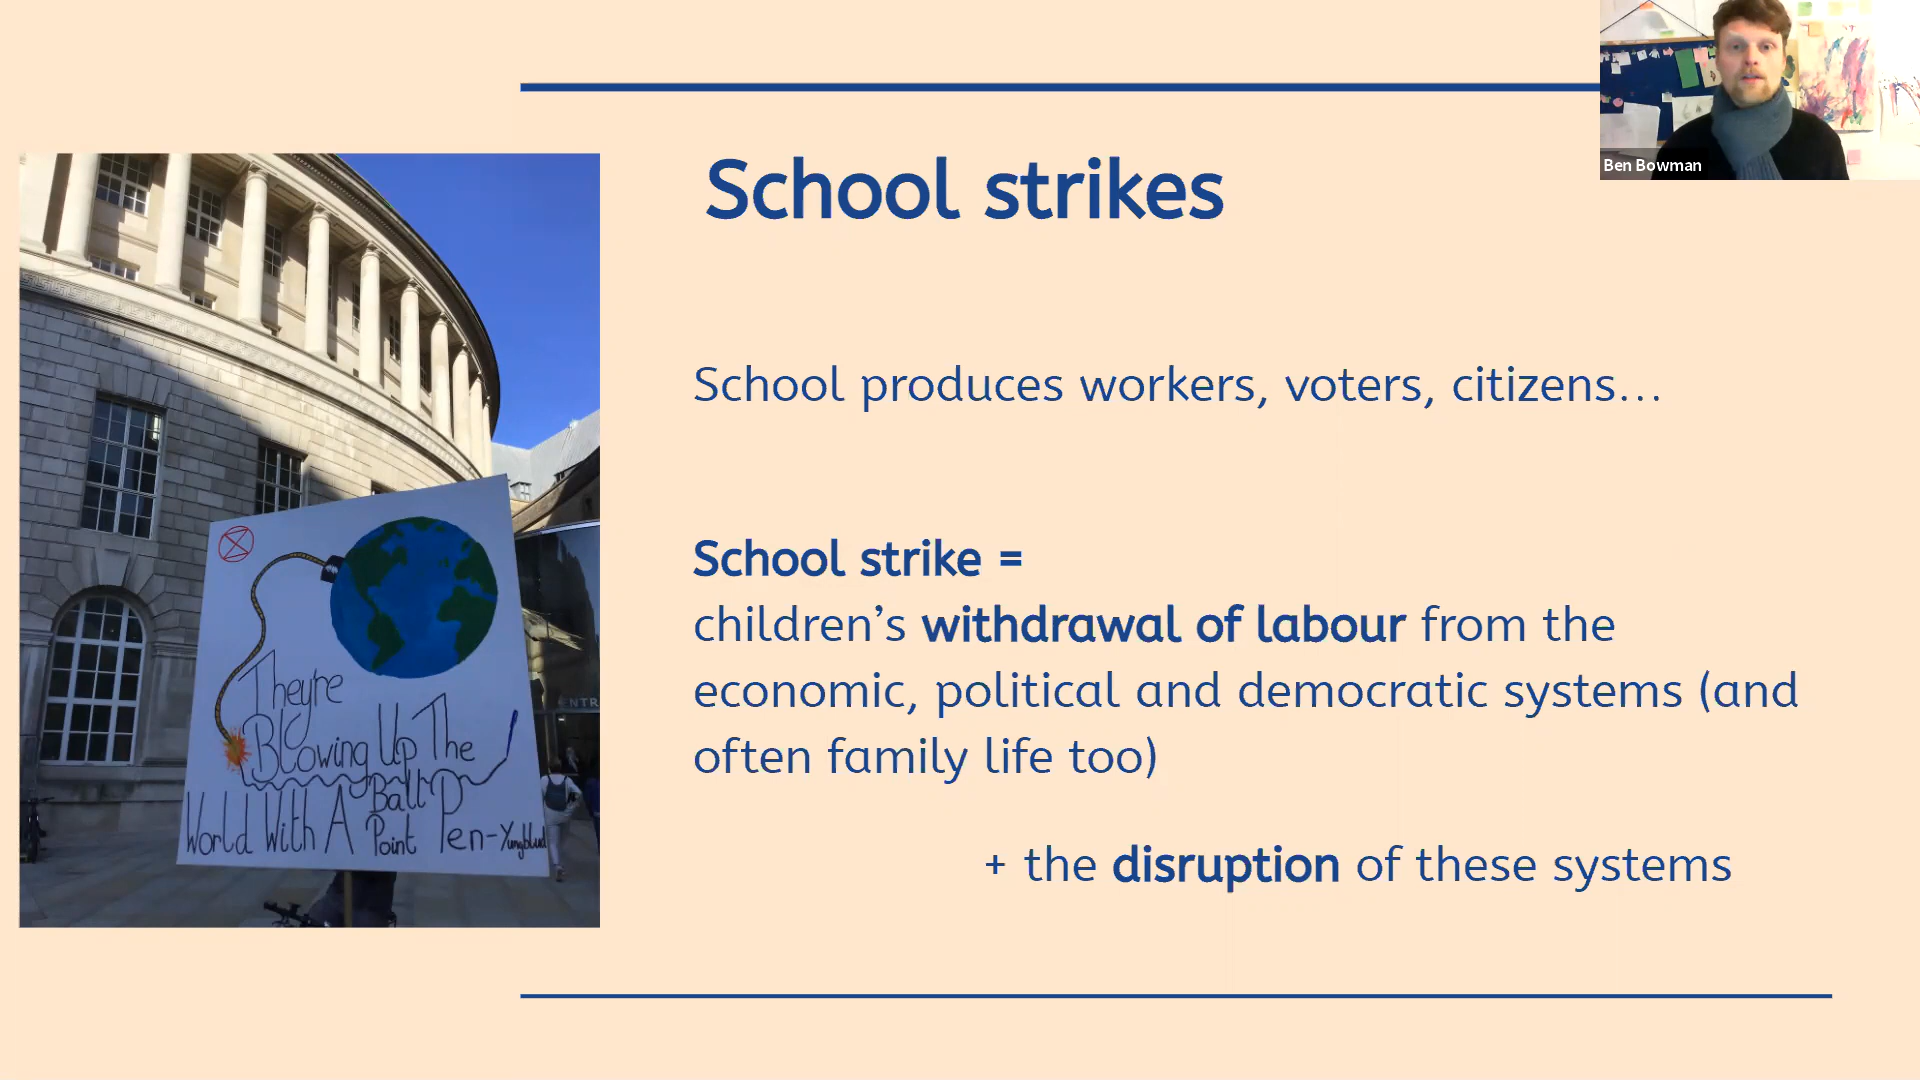 Ben Bowman
School strikes
School produces workers, voters, citizens...
School strike =
children’s withdrawal of labour from the
economic, political and democratic systems (and
often family life too)
+ the disruption of these systems
They're
Blowing Up The
World With A Ball Point Pen-Yungblud
ENTR